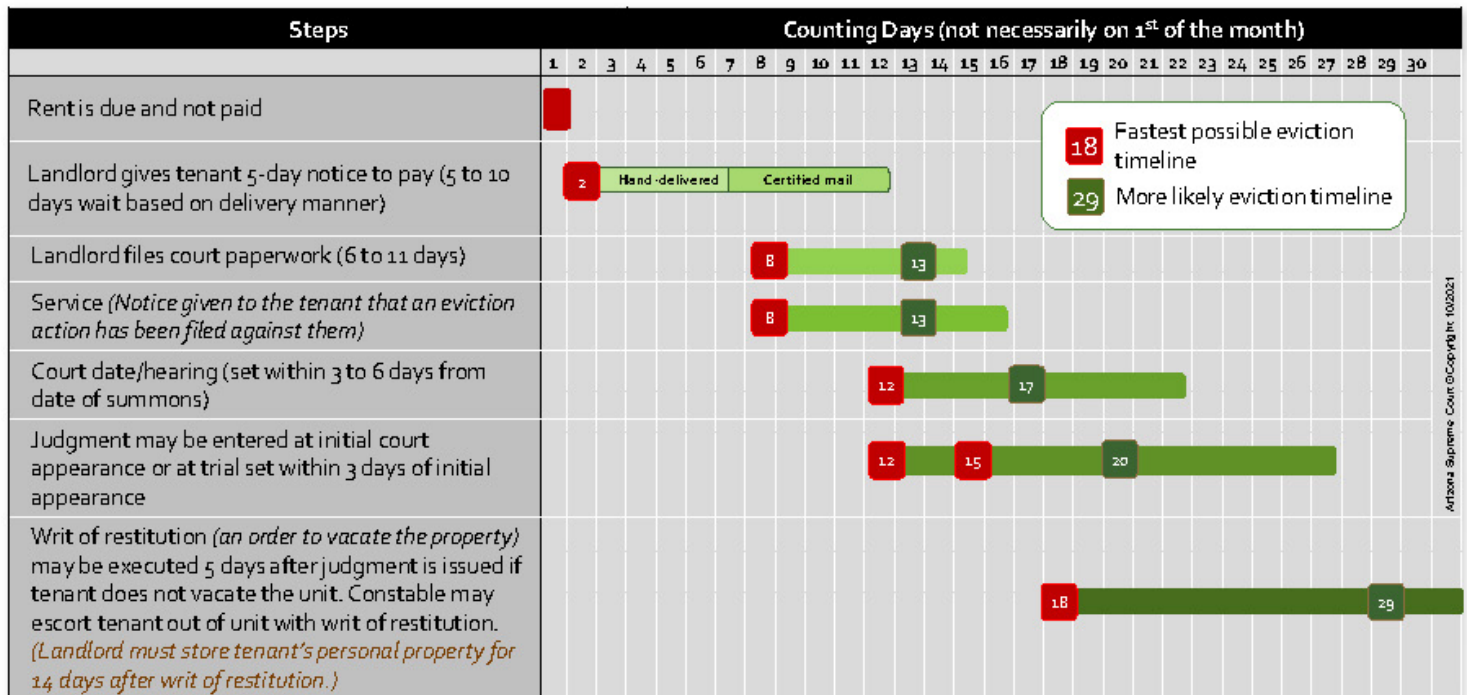 Steps
Counting Days (not necessarily on 1st of the month)
1 2 3 4 5 6 7 8 9 10 11 12 13 14 15 16 17 18 19 20 21 22 23 24 25 26 27 28 29 30
Rent is due and not paid
18 Fastest possible eviction
timeline
29 More likely eviction timeline
Landlord gives tenant 5-day notice to pay (5 to 10
days wait based on delivery manner)
2 Hand-delivered Certified mail
Landlord files court paperwork (6 to 11 days)
8 13
Service (Notice given to the tenant that an eviction
action has been filed against them)
8 13
Court date/hearing (set within 3 to 6 days from
date of summons)
12 17
Judgment may be entered at initial court
appearance or at trial set within 3 days of initial
appearance
12 15 20
Writ of restitution (an order to vacate the property)
may be executed 5 days after judgment is issued if
tenant does not vacate the unit. Constable may
escort tenant out of unit with writ of restitution.
(Landlord must store tenant's personal property for
14 days after writ of restitution.)
18 29
Arizona Supreme Court ©Copyright 10/2021